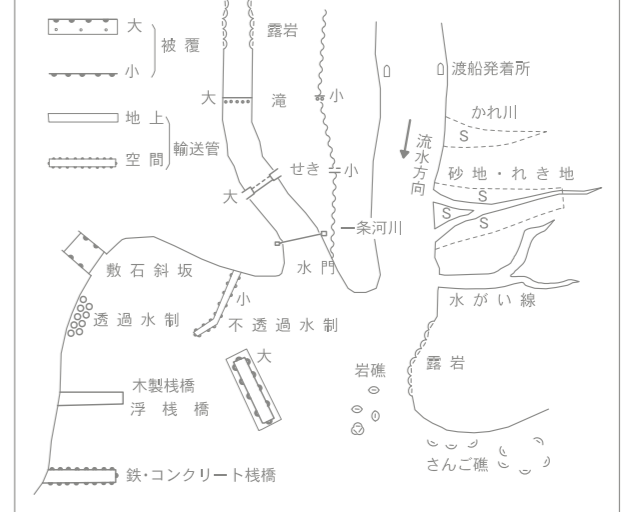 大
被覆
小
地上
輸送管
空間
露岩
大
滝
小
せき
小
大
一条河川
水門
渡船発着所
かれ川
S
流水方向
砂地・れき地
S
S
S
水がい線
敷石斜坂
透過水制
小
不透過水制
大
岩礁
露岩
木製桟橋
浮桟橋
さんご礁
鉄・コンクリート桟橋